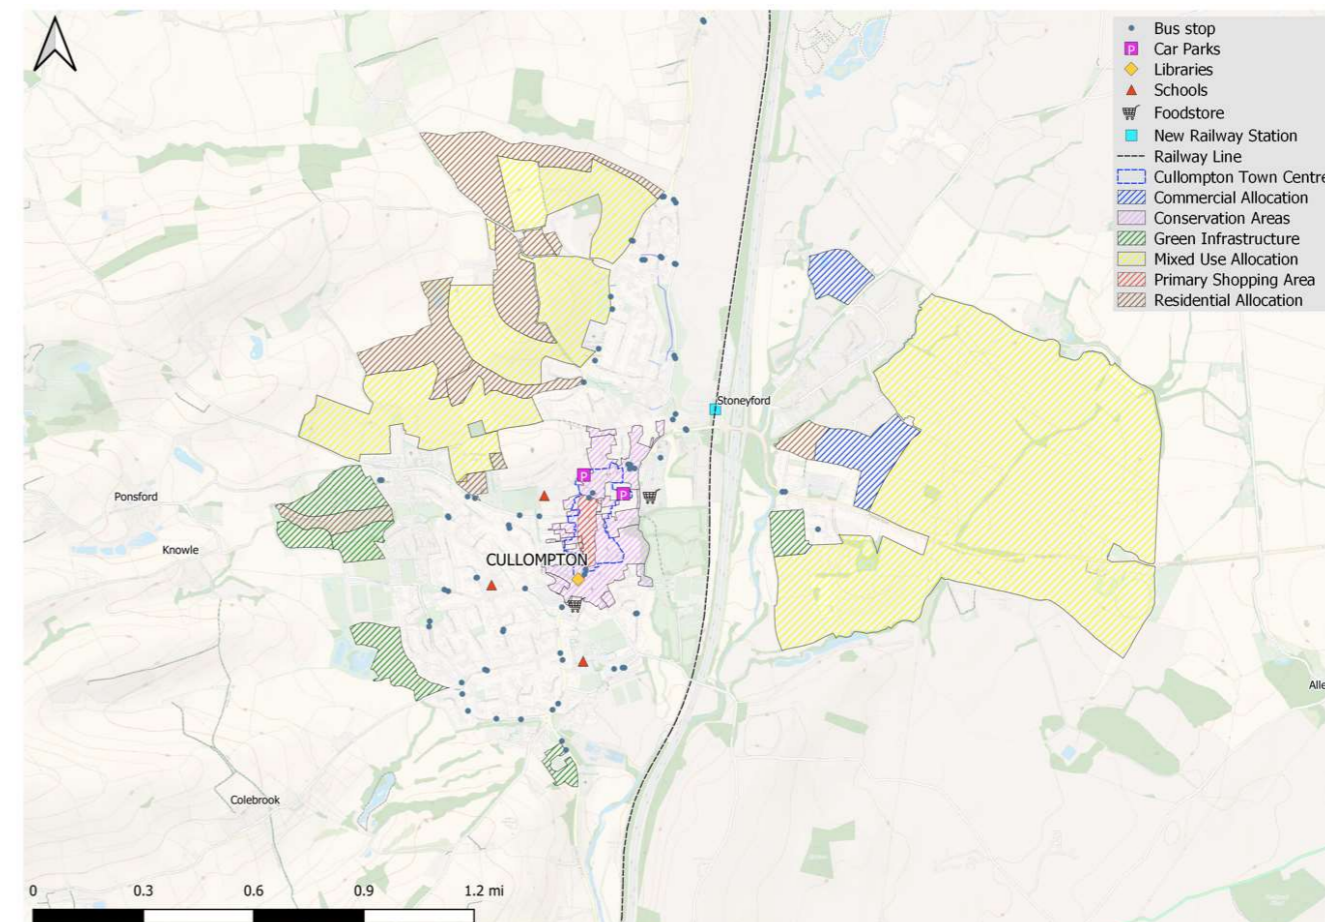 Bus stop
P Car Parks
Libraries
Schools
Foodstore
New Railway Station
Railway Line
Cullompton Town Centre
Commercial Allocation
Conservation Areas
Green Infrastructure
Mixed Use Allocation
Primary Shopping Area
Residential Allocation
Stoneyford
P
P
Ponsford
Knowle
CULLOMPTON
Alle
Colebrook
0 0.3 0.6 0.9 1.2 mi